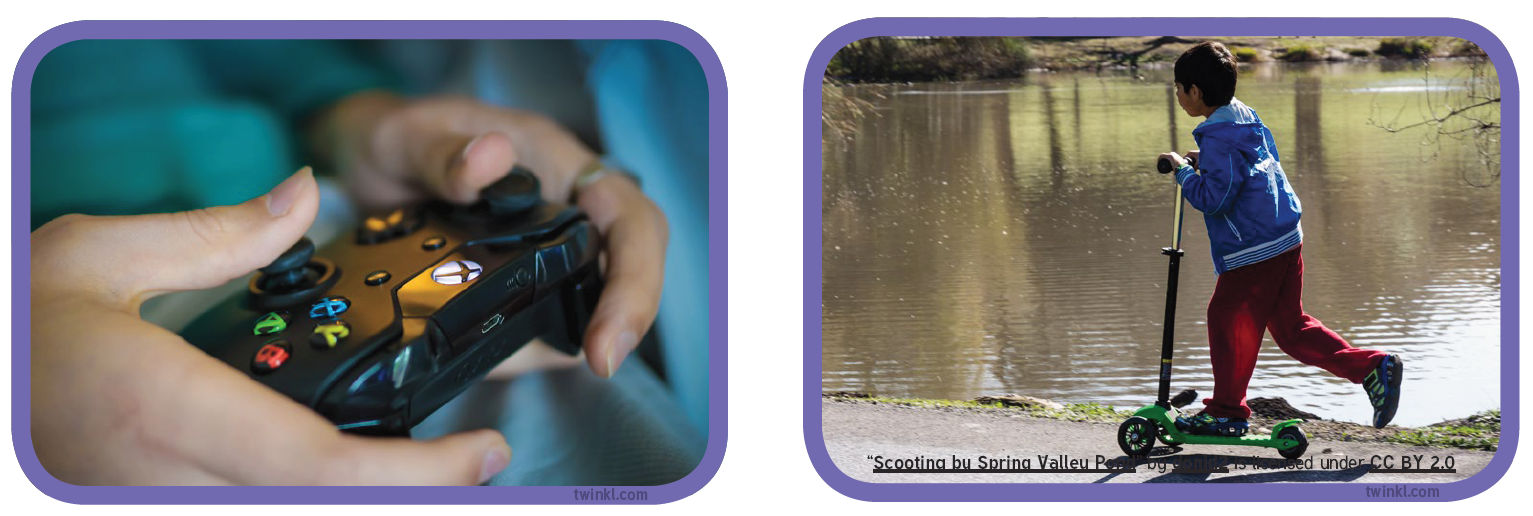 A
B
X
Y
twinkl.com
"Scooting by Spring Valley Pond" by is licensed under CC BY 2.0
twinkl.com